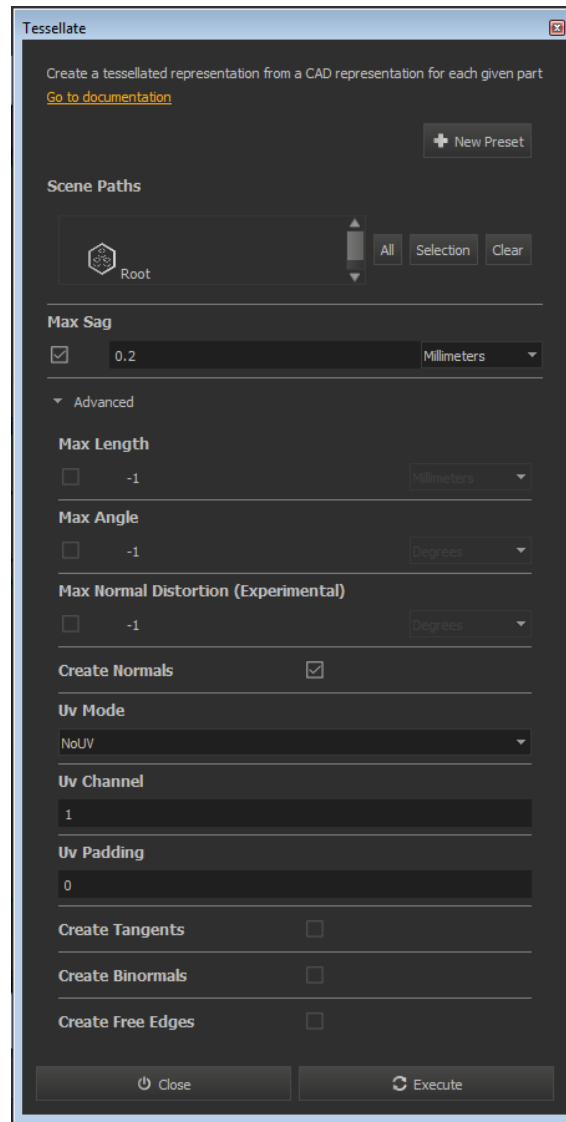 Tessellate
Create a tessellated representation from a CAD representation for each given part
Go to documentation
New Preset
Scene Paths
Root
All Selection Clear
Max Sag
0.2 Millimeters
Advanced
Max Length
-1 Millimeters
Max Angle
-1 Degrees
Max Normal Distortion (Experimental)
-1 Degrees
Create Normals
Uv Mode
NoUV
Uv Channel
1
Uv Padding
0
Create Tangents
Create Binormals
Create Free Edges
Close Execute